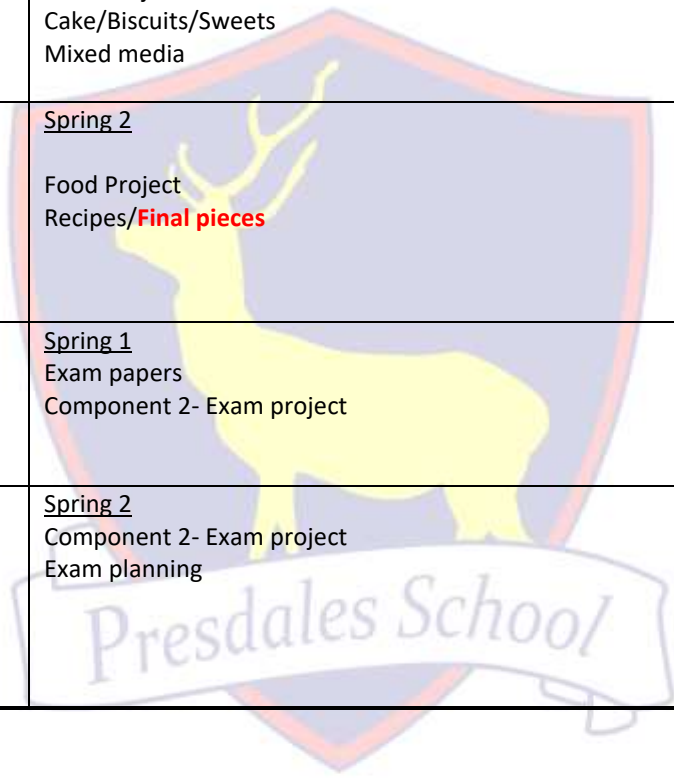 Cake/Biscuits/Sweets
Mixed media
Spring 2
Food Project
Recipes/Final pieces
Spring 1
Exam papers
Component 2- Exam project
Spring 2
Component 2- Exam project
Exam planning
Presdales School